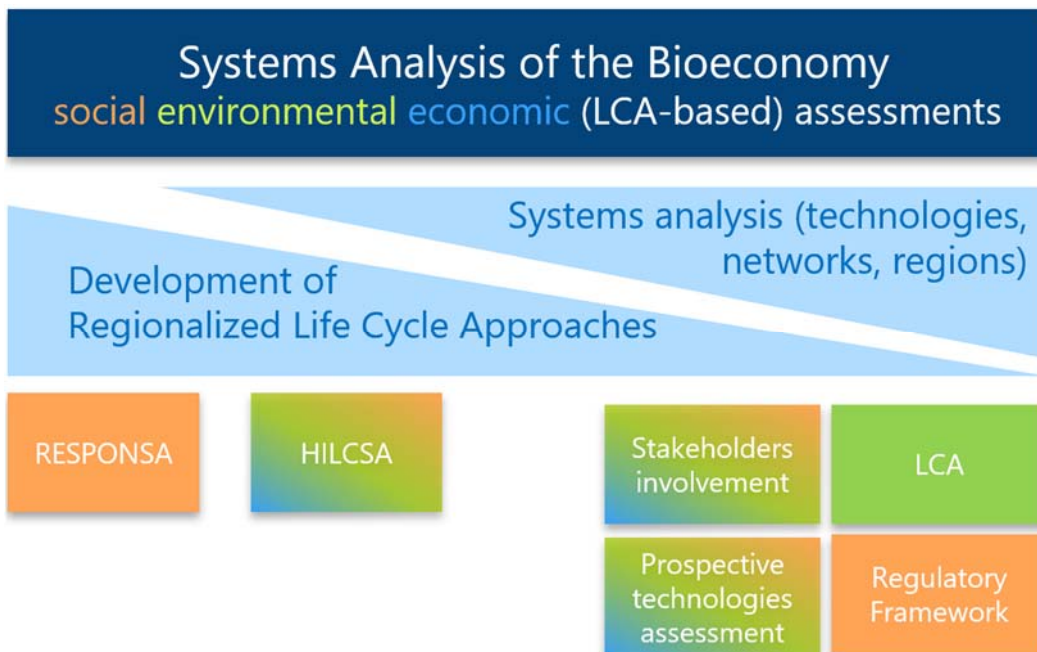 Systems Analysis of the Bioeconomy
social environmental economic (LCA-based) assessments
Systems analysis (technologies,
networks, regions)
Development of
Regionalized Life Cycle Approaches
RESPONSA
HILCSA
Stakeholders
involvement
LCA
Prospective
technologies
assessment
Regulatory
Framework